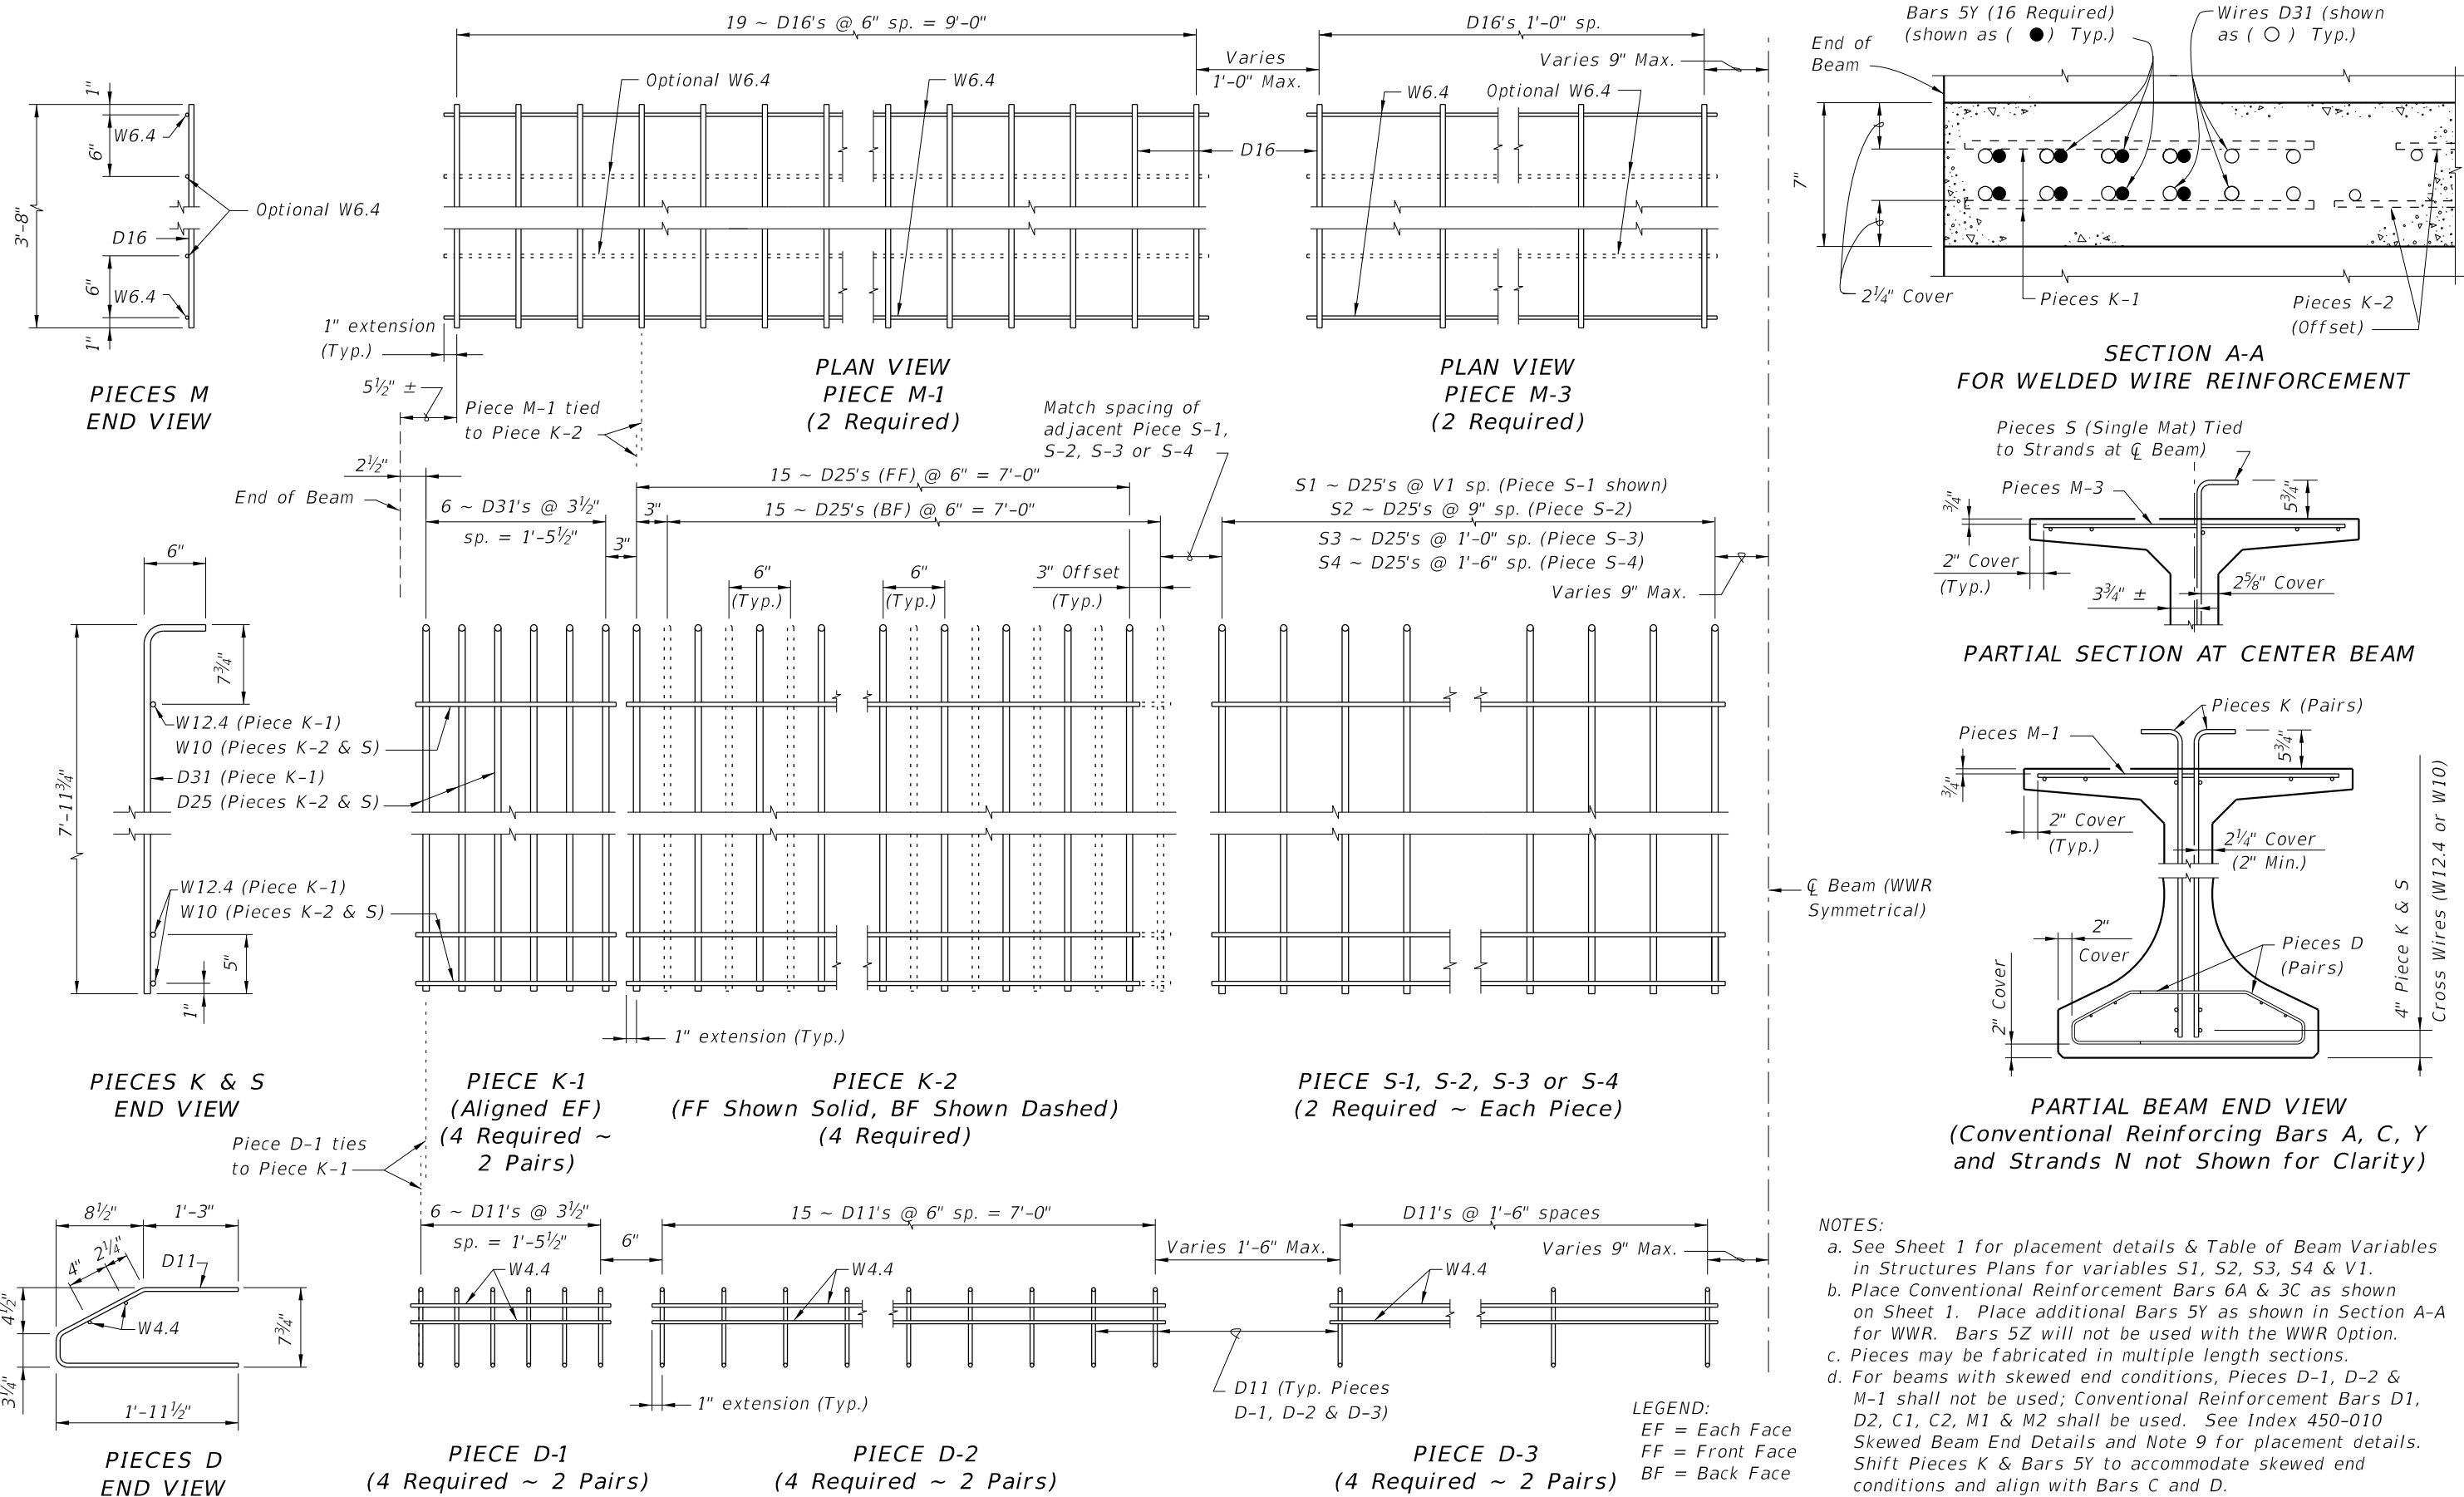 19 ~ D16's @ 6" sp. = 9'-0"
D16's 1'-0" sp.
Varies
1'-0" Max.
Varies 9" Max.
Optional W6.4
W6.4
W6.4
Optional W6.4
D16
W6.4
W6.4
Optional W6.4
Optional W6.4
1"
6"
W6.4
Optional W6.4
3'-8"
D16
6"
W6.4
1"
PIECES M
END VIEW
1" extension
(Typ.)
5½" ±
PLAN VIEW
PIECE M-1
(2 Required)
PLAN VIEW
PIECE M-3
(2 Required)
Bars 5Y (16 Required)
(shown as ( ● ) Typ.)
Wires D31 (shown
as ( ○ ) Typ.)
End of
Beam
7"
2¼" Cover
Pieces K-1
Pieces K-2
(Offset)
SECTION A-A
FOR WELDED WIRE REINFORCEMENT
Piece M-1 tied
to Piece K-2
Match spacing of
adjacent Piece S-1,
S-2, S-3 or S-4
2½"
End of Beam
6 ~ D31's @ 3½"
sp. = 1'-5½"
3"
3"
15 ~ D25's (FF) @ 6" = 7'-0"
15 ~ D25's (BF) @ 6" = 7'-0"
6"
(Typ.)
6"
(Typ.)
3" Offset
(Typ.)
S1 ~ D25's @ V1 sp. (Piece S-1 shown)
S2 ~ D25's @ 9" sp. (Piece S-2)
S3 ~ D25's @ 1'-0" sp. (Piece S-3)
S4 ~ D25's @ 1'-6" sp. (Piece S-4)
Varies 9" Max.
6"
7¾"
W12.4 (Piece K-1)
W10 (Pieces K-2 & S)
D31 (Piece K-1)
D25 (Pieces K-2 & S)
7'-11¾"
W12.4 (Piece K-1)
W10 (Pieces K-2 & S)
5"
1"
1" extension (Typ.)
℄ Beam (WWR
Symmetrical)
PIECES K & S
END VIEW
PIECE K-1
(Aligned EF)
(4 Required ~
2 Pairs)
PIECE K-2
(FF Shown Solid, BF Shown Dashed)
(4 Required)
PIECE S-1, S-2, S-3 or S-4
(2 Required ~ Each Piece)
Pieces S (Single Mat) Tied
to Strands at ℄ Beam)
Pieces M-3
¾"
5¾"
2" Cover
(Typ.)
3¾" ±
2⅝" Cover
PARTIAL SECTION AT CENTER BEAM
Pieces K (Pairs)
Pieces M-1
¾"
5¾"
2" Cover
(Typ.)
2¼" Cover
(2" Min.)
2"
Cover
Pieces D
(Pairs)
2" Cover
4" Piece K & S
Cross Wires (W12.4 or W10)
PARTIAL BEAM END VIEW
(Conventional Reinforcing Bars A, C, Y
and Strands N not Shown for Clarity)
Piece D-1 ties
to Piece K-1
8½"
1'-3"
2¼"
4"
D11
4½"
W4.4
7¾"
3¼"
1'-11½"
PIECES D
END VIEW
6 ~ D11's @ 3½"
sp. = 1'-5½"
6"
W4.4
15 ~ D11's @ 6" sp. = 7'-0"
W4.4
Varies 1'-6" Max.
D11's @ 1'-6" spaces
Varies 9" Max.
W4.4
1" extension (Typ.)
D11 (Typ. Pieces
D-1, D-2 & D-3)
PIECE D-1
(4 Required ~ 2 Pairs)
PIECE D-2
(4 Required ~ 2 Pairs)
PIECE D-3
(4 Required ~ 2 Pairs)
LEGEND:
EF = Each Face
FF = Front Face
BF = Back Face
NOTES:
a. See Sheet 1 for placement details & Table of Beam Variables
in Structures Plans for variables S1, S2, S3, S4 & V1.
b. Place Conventional Reinforcement Bars 6A & 3C as shown
on Sheet 1. Place additional Bars 5Y as shown in Section A-A
for WWR. Bars 5Z will not be used with the WWR Option.
c. Pieces may be fabricated in multiple length sections.
d. For beams with skewed end conditions, Pieces D-1, D-2 &
M-1 shall not be used; Conventional Reinforcement Bars D1,
D2, C1, C2, M1 & M2 shall be used. See Index 450-010
Skewed Beam End Details and Note 9 for placement details.
Shift Pieces K & Bars 5Y to accommodate skewed end
conditions and align with Bars C and D.